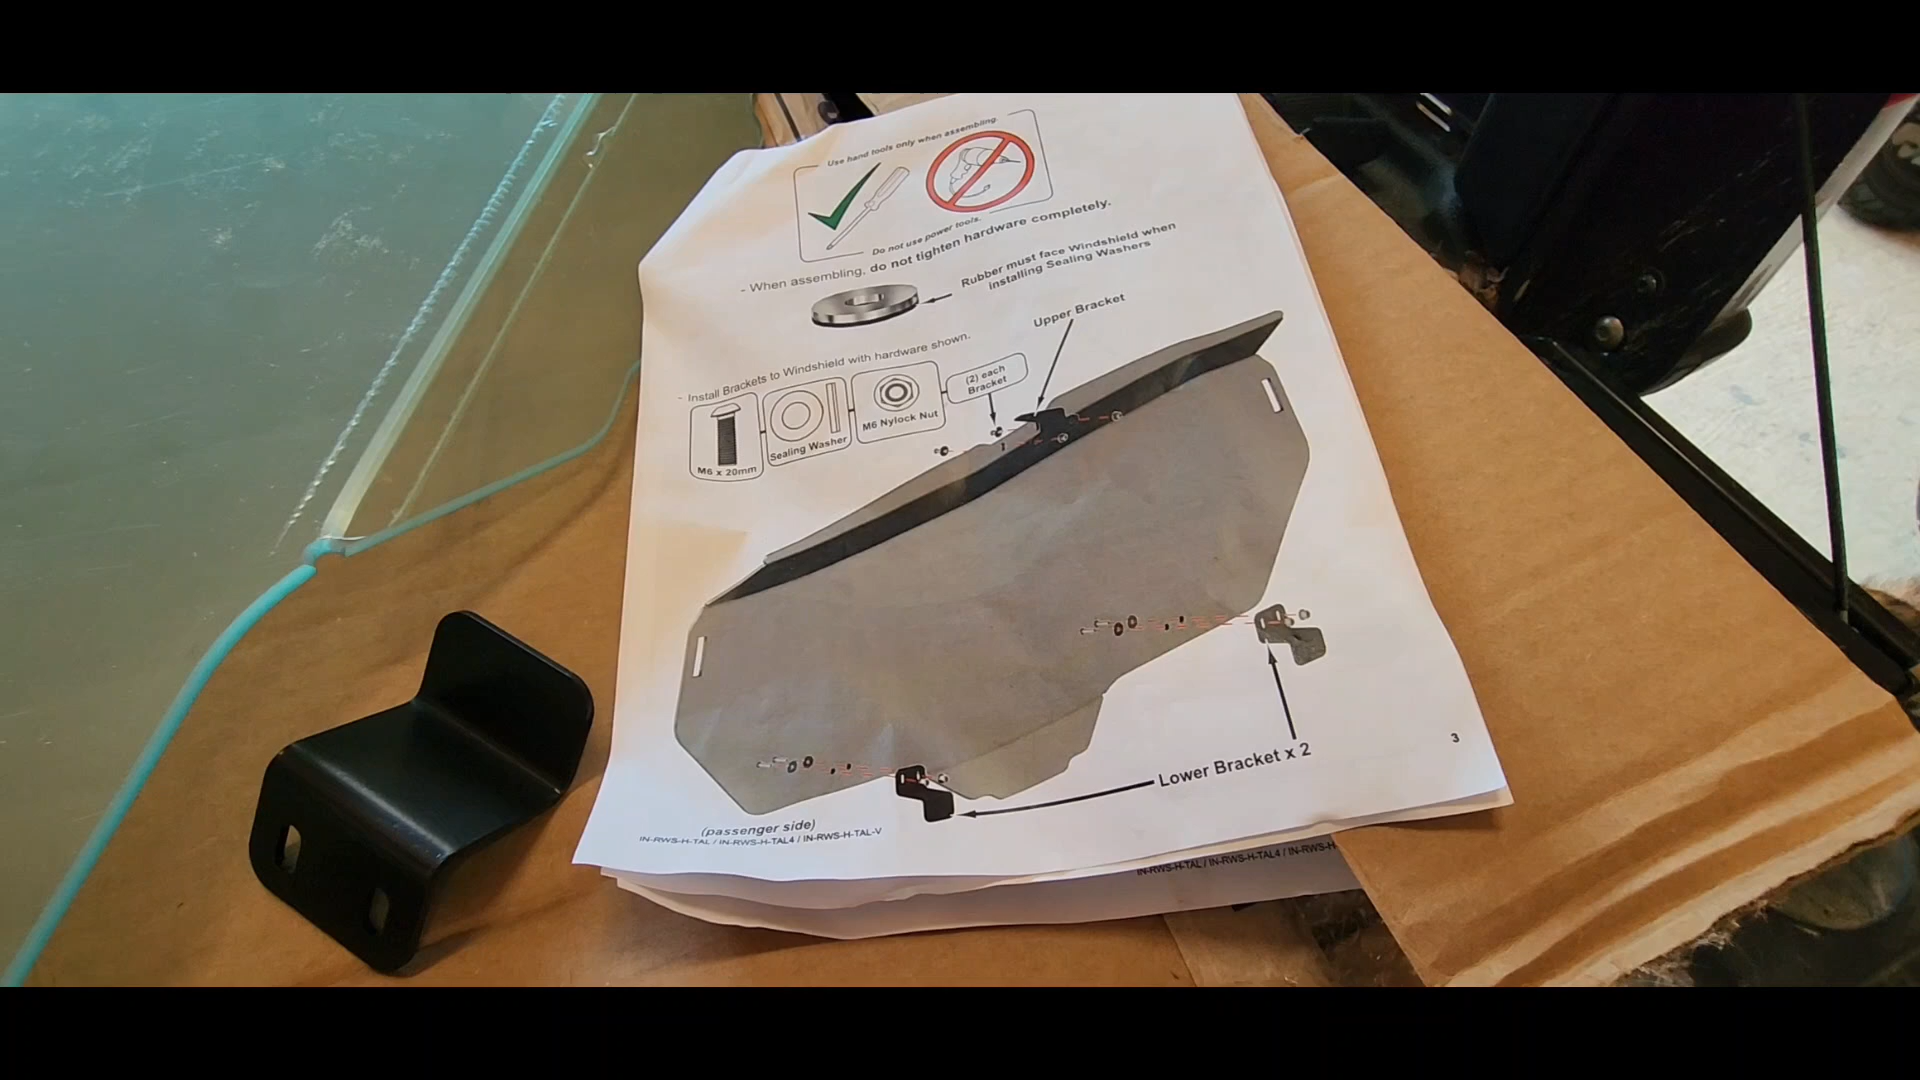 Use hand tools only when assembling.
Do not use power tools.
- When assembling, do not tighten hardware completely.
Rubber must face Windshield when
installing Sealing Washers
Upper Bracket
- Install Brackets to Windshield with hardware shown.
M6 x 20mm
Sealing Washer
M6 Nylock Nut
(2) each
Bracket
Lower Bracket x 2
3
(passenger side)
IN-RWS-H-TAL / IN-RWS-H-TAL4 / IN-RWS-H-TAL-V
IN-RWS-H-TAL / IN-RWS-H-TAL4 / IN-RWS-H